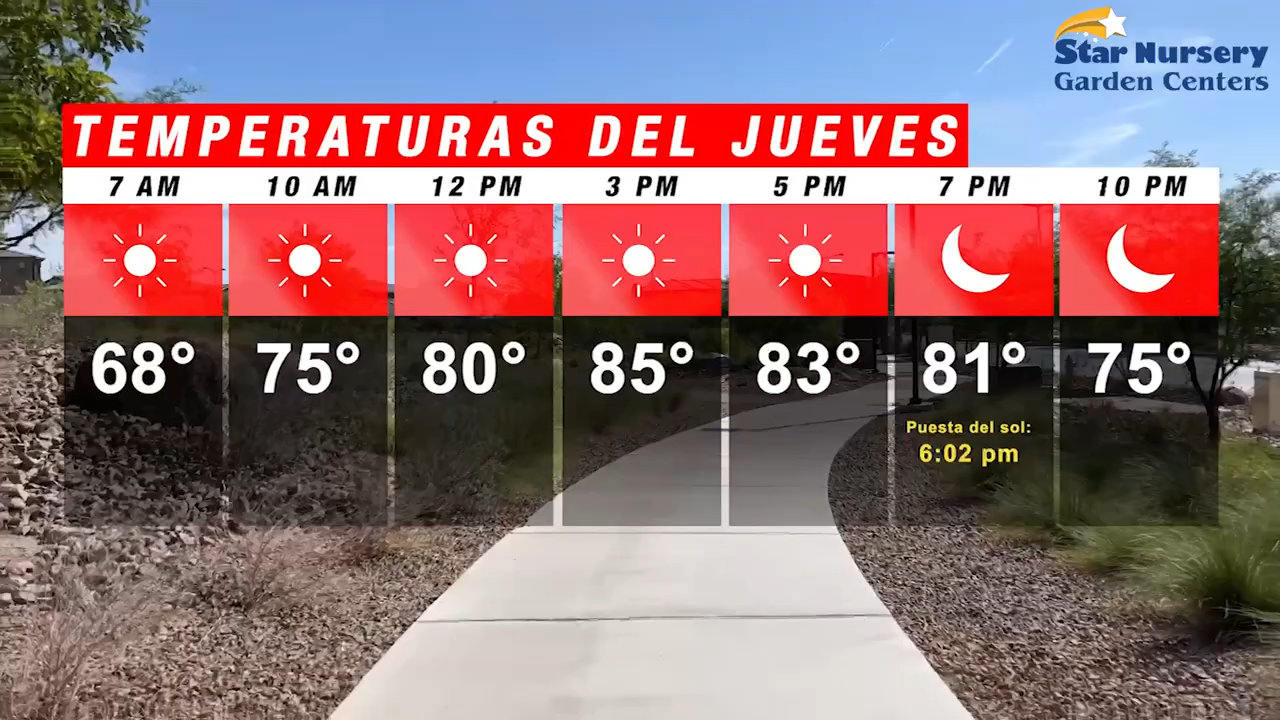 Star Nursery
Garden Centers
TEMPERATURAS DEL JUEVES
7 AM 10 AM 12 PM 3 PM 5 PM 7 PM 10 PM
68° 75° 80° 85° 83° 81° 75°
Puesta del sol:
6:02 pm